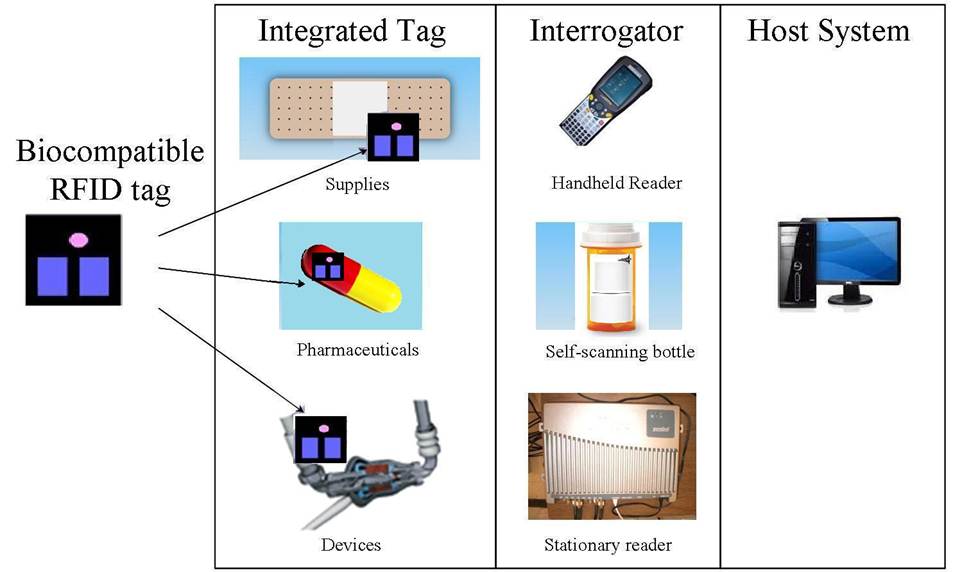 Integrated Tag
Interrogator
Host System
Biocompatible
RFID tag
Supplies
Handheld Reader
Pharmaceuticals
Self-scanning bottle
Devices
Stationary reader